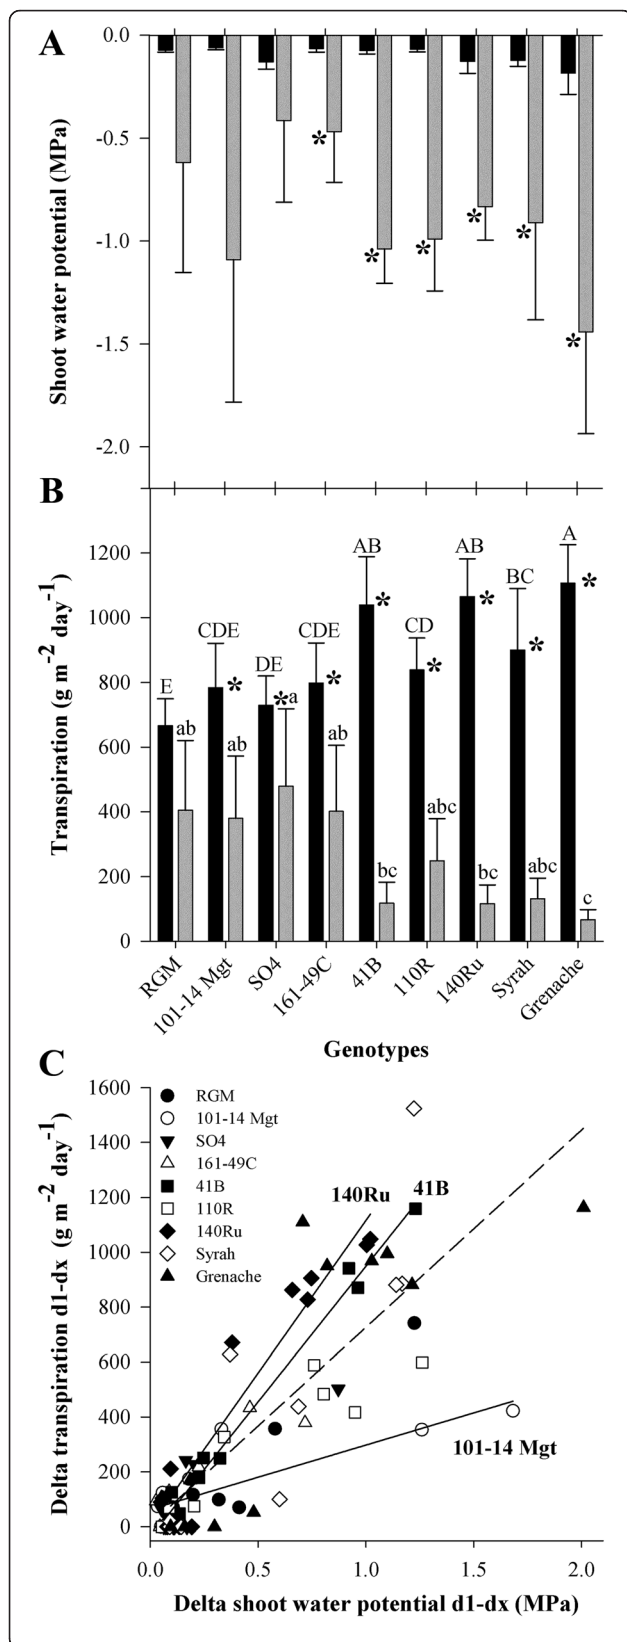 A
0.0
-0.5
-1.0
-1.5
-2.0
Shoot water potential (MPa)
* * * * * *
B
1200
1000
800
600
400
200
0
Transpiration (g m⁻² day⁻¹)
E CDE DE CDE AB CD AB BC A
* * * * * * * *
ab ab a ab bc abc bc abc c
RGM 101-14 Mgt SO4 161-49C 41B 110R 140Ru Syrah Grenache
Genotypes
C
1600
1400
1200
1000
800
600
400
200
0
Delta transpiration d1-dx (g m⁻² day⁻¹)
RGM
101-14 Mgt
SO4
161-49C
41B
110R
140Ru
Syrah
Grenache
140Ru 41B
101-14 Mgt
0.0 0.5 1.0 1.5 2.0
Delta shoot water potential d1-dx (MPa)